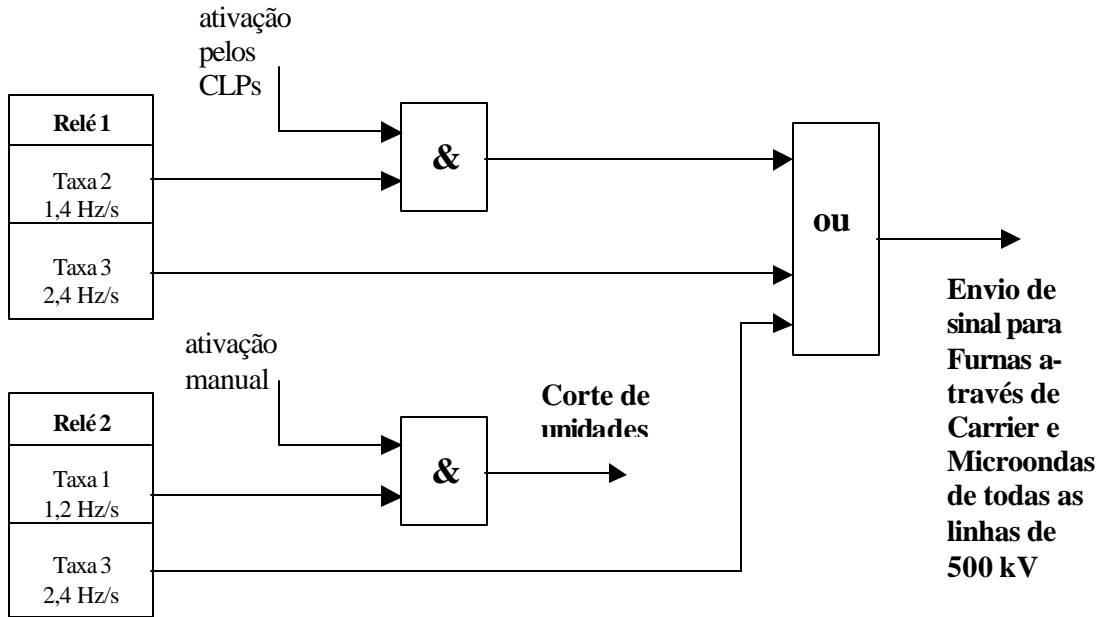 ativação
pelos
CLPs
Relé 1
Taxa 2
1,4 Hz/s
Taxa 3
2,4 Hz/s
&
ou
Envio de
sinal para
Furnas a-
través de
Carrier e
Microondas
de todas as
linhas de
500 kV
ativação
manual
Relé 2
Taxa 1
1,2 Hz/s
Taxa 3
2,4 Hz/s
&
Corte de
unidades